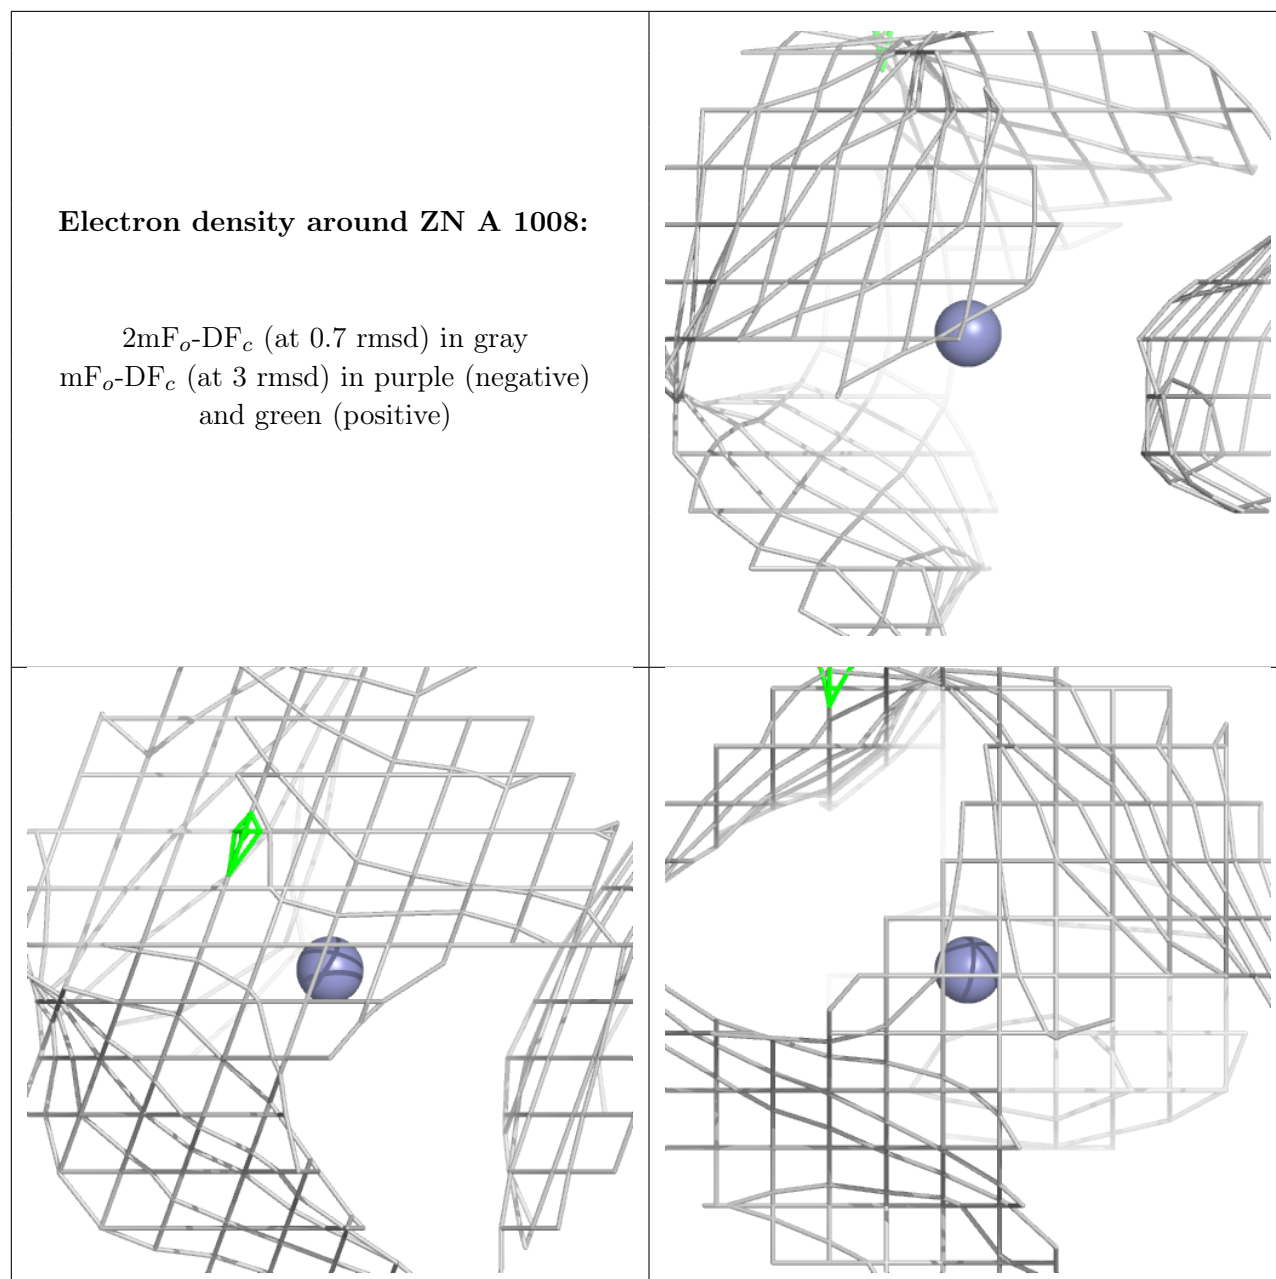 Electron density around ZN A 1008:
2mFo-DFc (at 0.7 rmsd) in gray
mFo-DFc (at 3 rmsd) in purple (negative)
and green (positive)